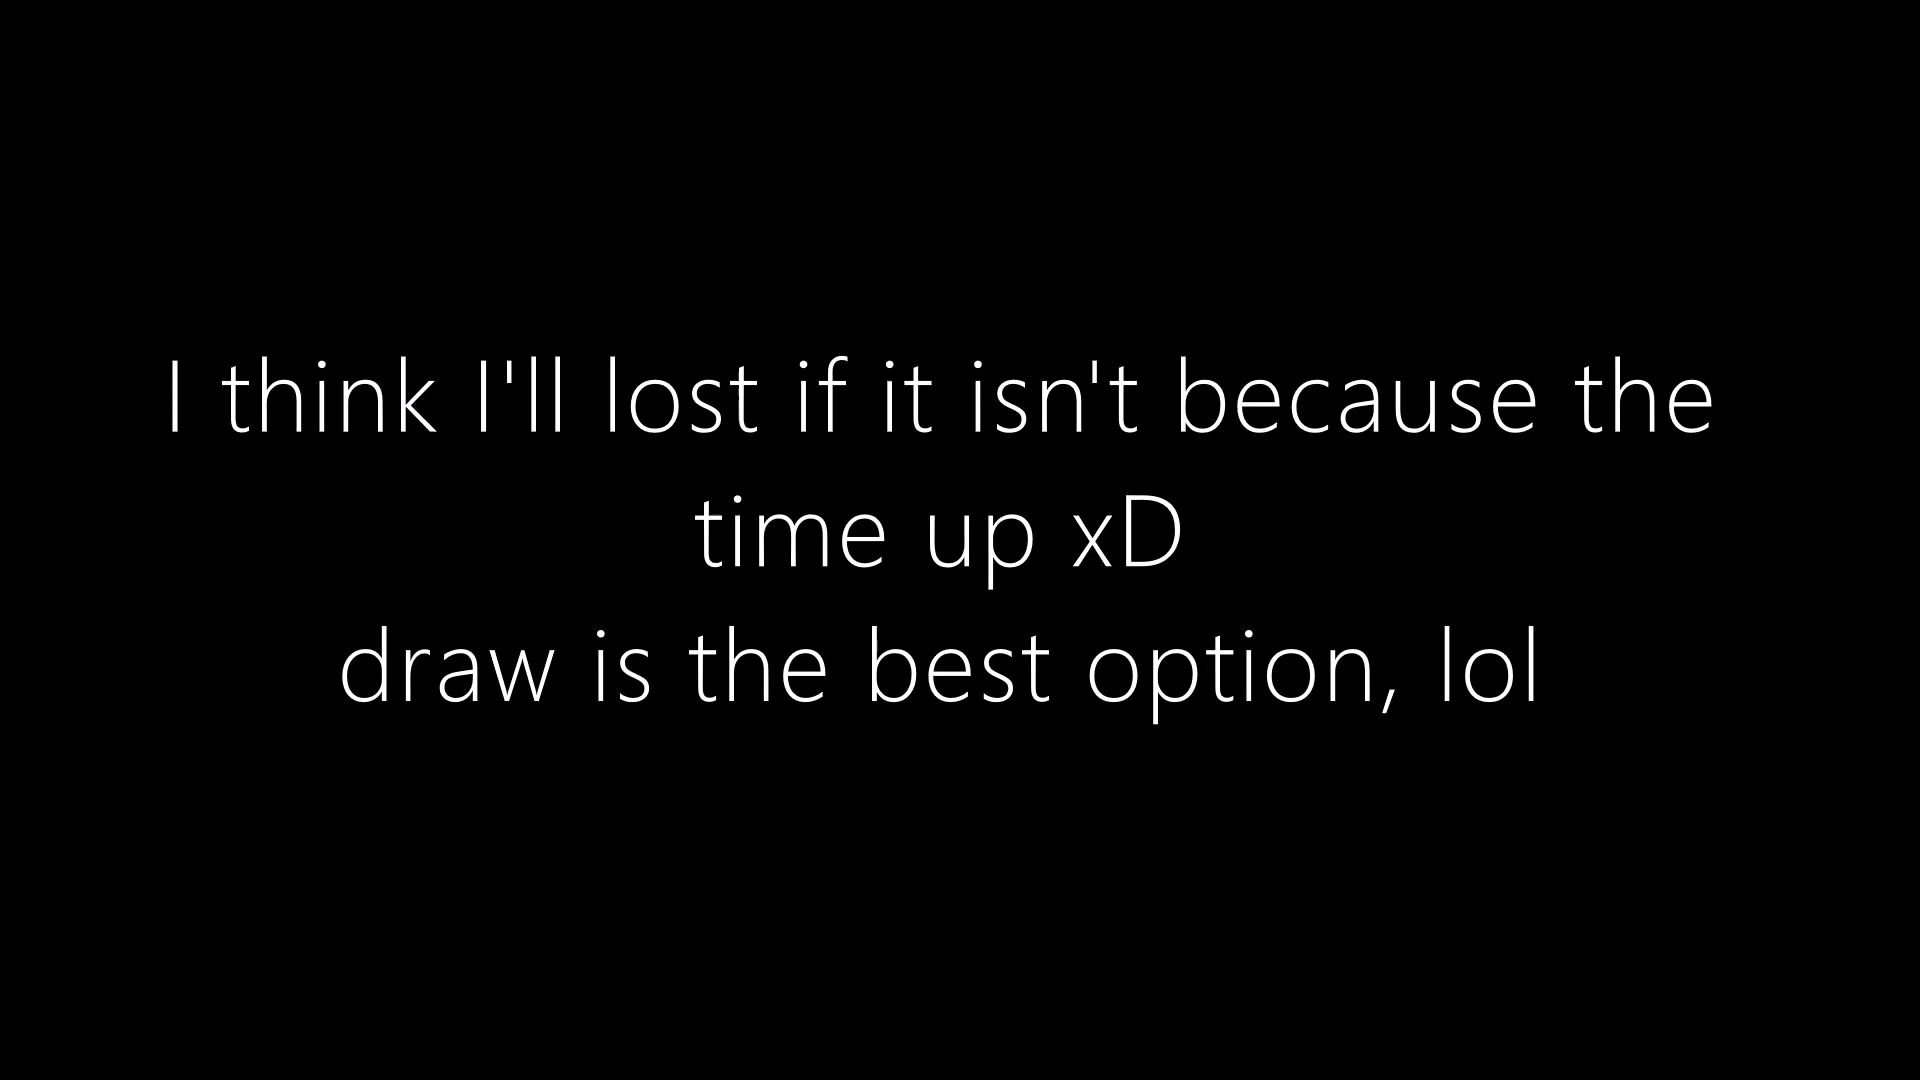 I think I'll lost if it isn't because the
time up xD
draw is the best option, lol